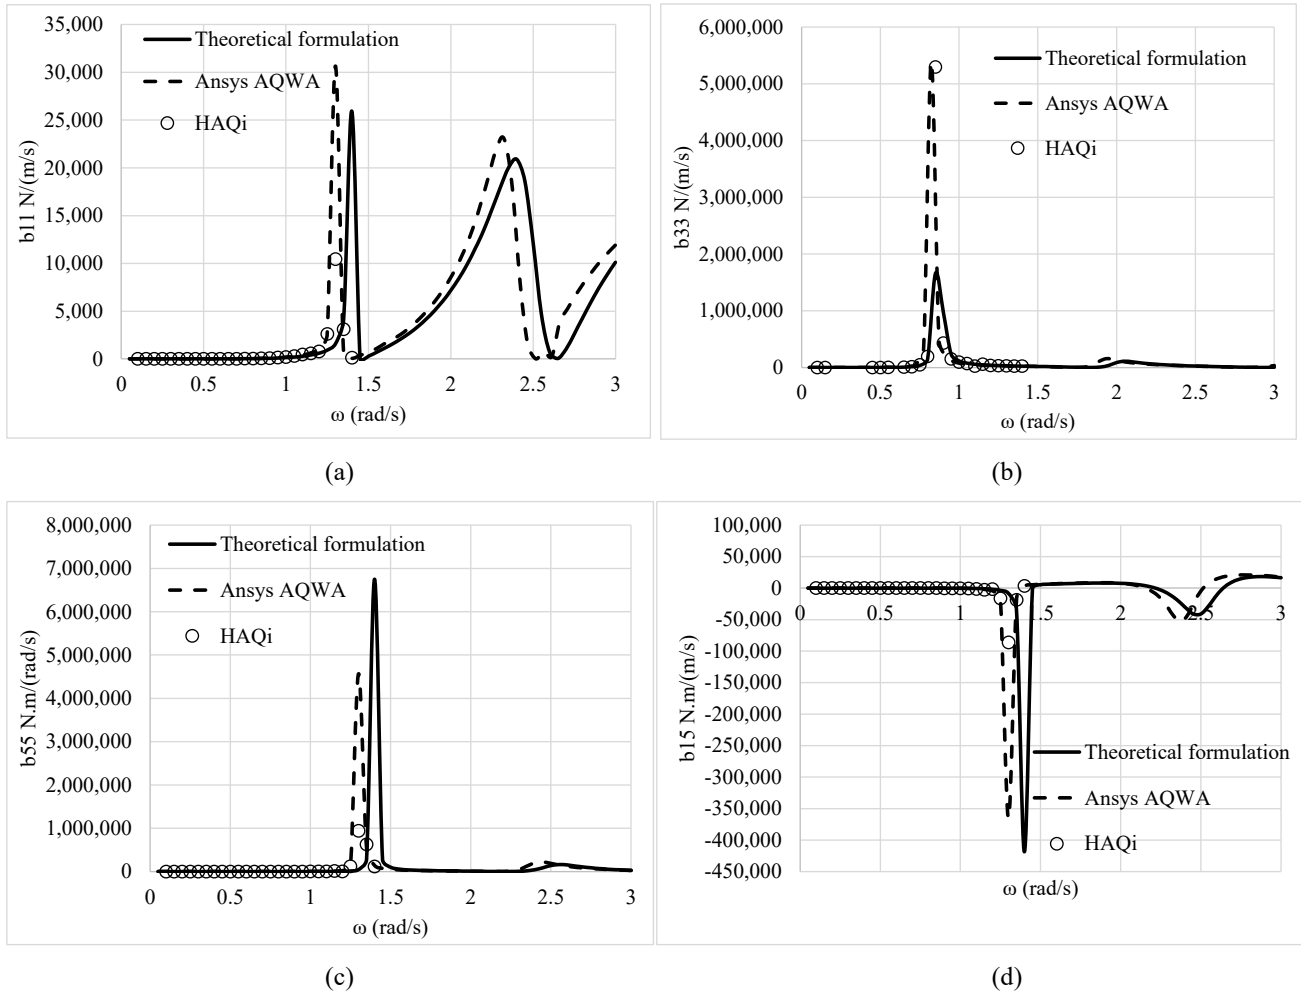 35,000
30,000
25,000
20,000
15,000
10,000
5,000
0
b11 N/(m/s)
Theoretical formulation
Ansys AQWA
HAQi
0 0.5 1 1.5 2 2.5 3
ω (rad/s)
(a)
6,000,000
5,000,000
4,000,000
3,000,000
2,000,000
1,000,000
0
b33 N/(m/s)
Theoretical formulation
Ansys AQWA
HAQi
0 0.5 1 1.5 2 2.5 3
ω (rad/s)
(b)
8,000,000
7,000,000
6,000,000
5,000,000
4,000,000
3,000,000
2,000,000
1,000,000
0
b55 N.m/(rad/s)
Theoretical formulation
Ansys AQWA
HAQi
0 0.5 1 1.5 2 2.5 3
ω (rad/s)
(c)
100,000
50,000
0
-50,000
-100,000
-150,000
-200,000
-250,000
-300,000
-350,000
-400,000
-450,000
b15 N.m/(m/s)
0 0.5 1 1.5 2 2.5 3
Theoretical formulation
Ansys AQWA
HAQi
ω (rad/s)
(d)